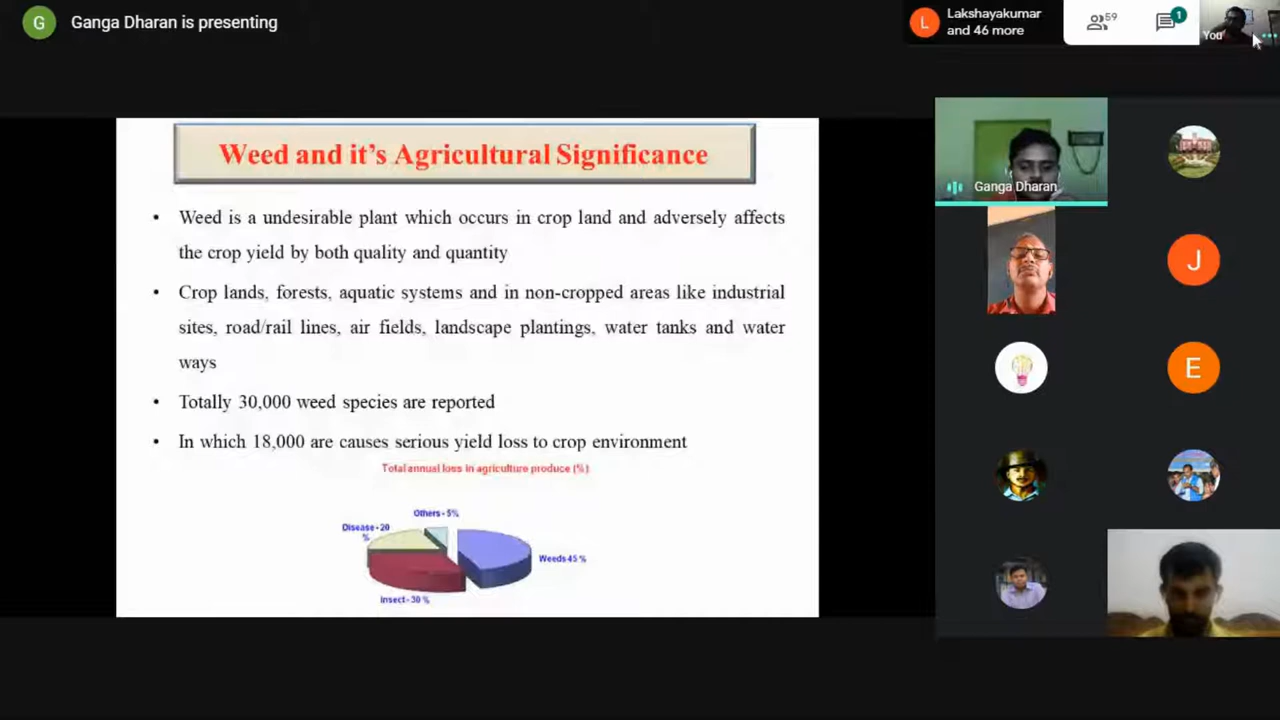 G Ganga Dharan is presenting
L Lakshayakumar
and 46 more
59
1
You
Weed and it's Agricultural Significance
• Weed is a undesirable plant which occurs in crop land and adversely affects
the crop yield by both quality and quantity
• Crop lands, forests, aquatic systems and in non-cropped areas like industrial
sites, road/rail lines, air fields, landscape plantings, water tanks and water
ways
• Totally 30,000 weed species are reported
• In which 18,000 are causes serious yield loss to crop environment
Total annual loss in agriculture produce (%)
Others - 5%
Disease - 20
%
Weeds 45 %
Insect - 30 %
Ganga Dharan
J
E